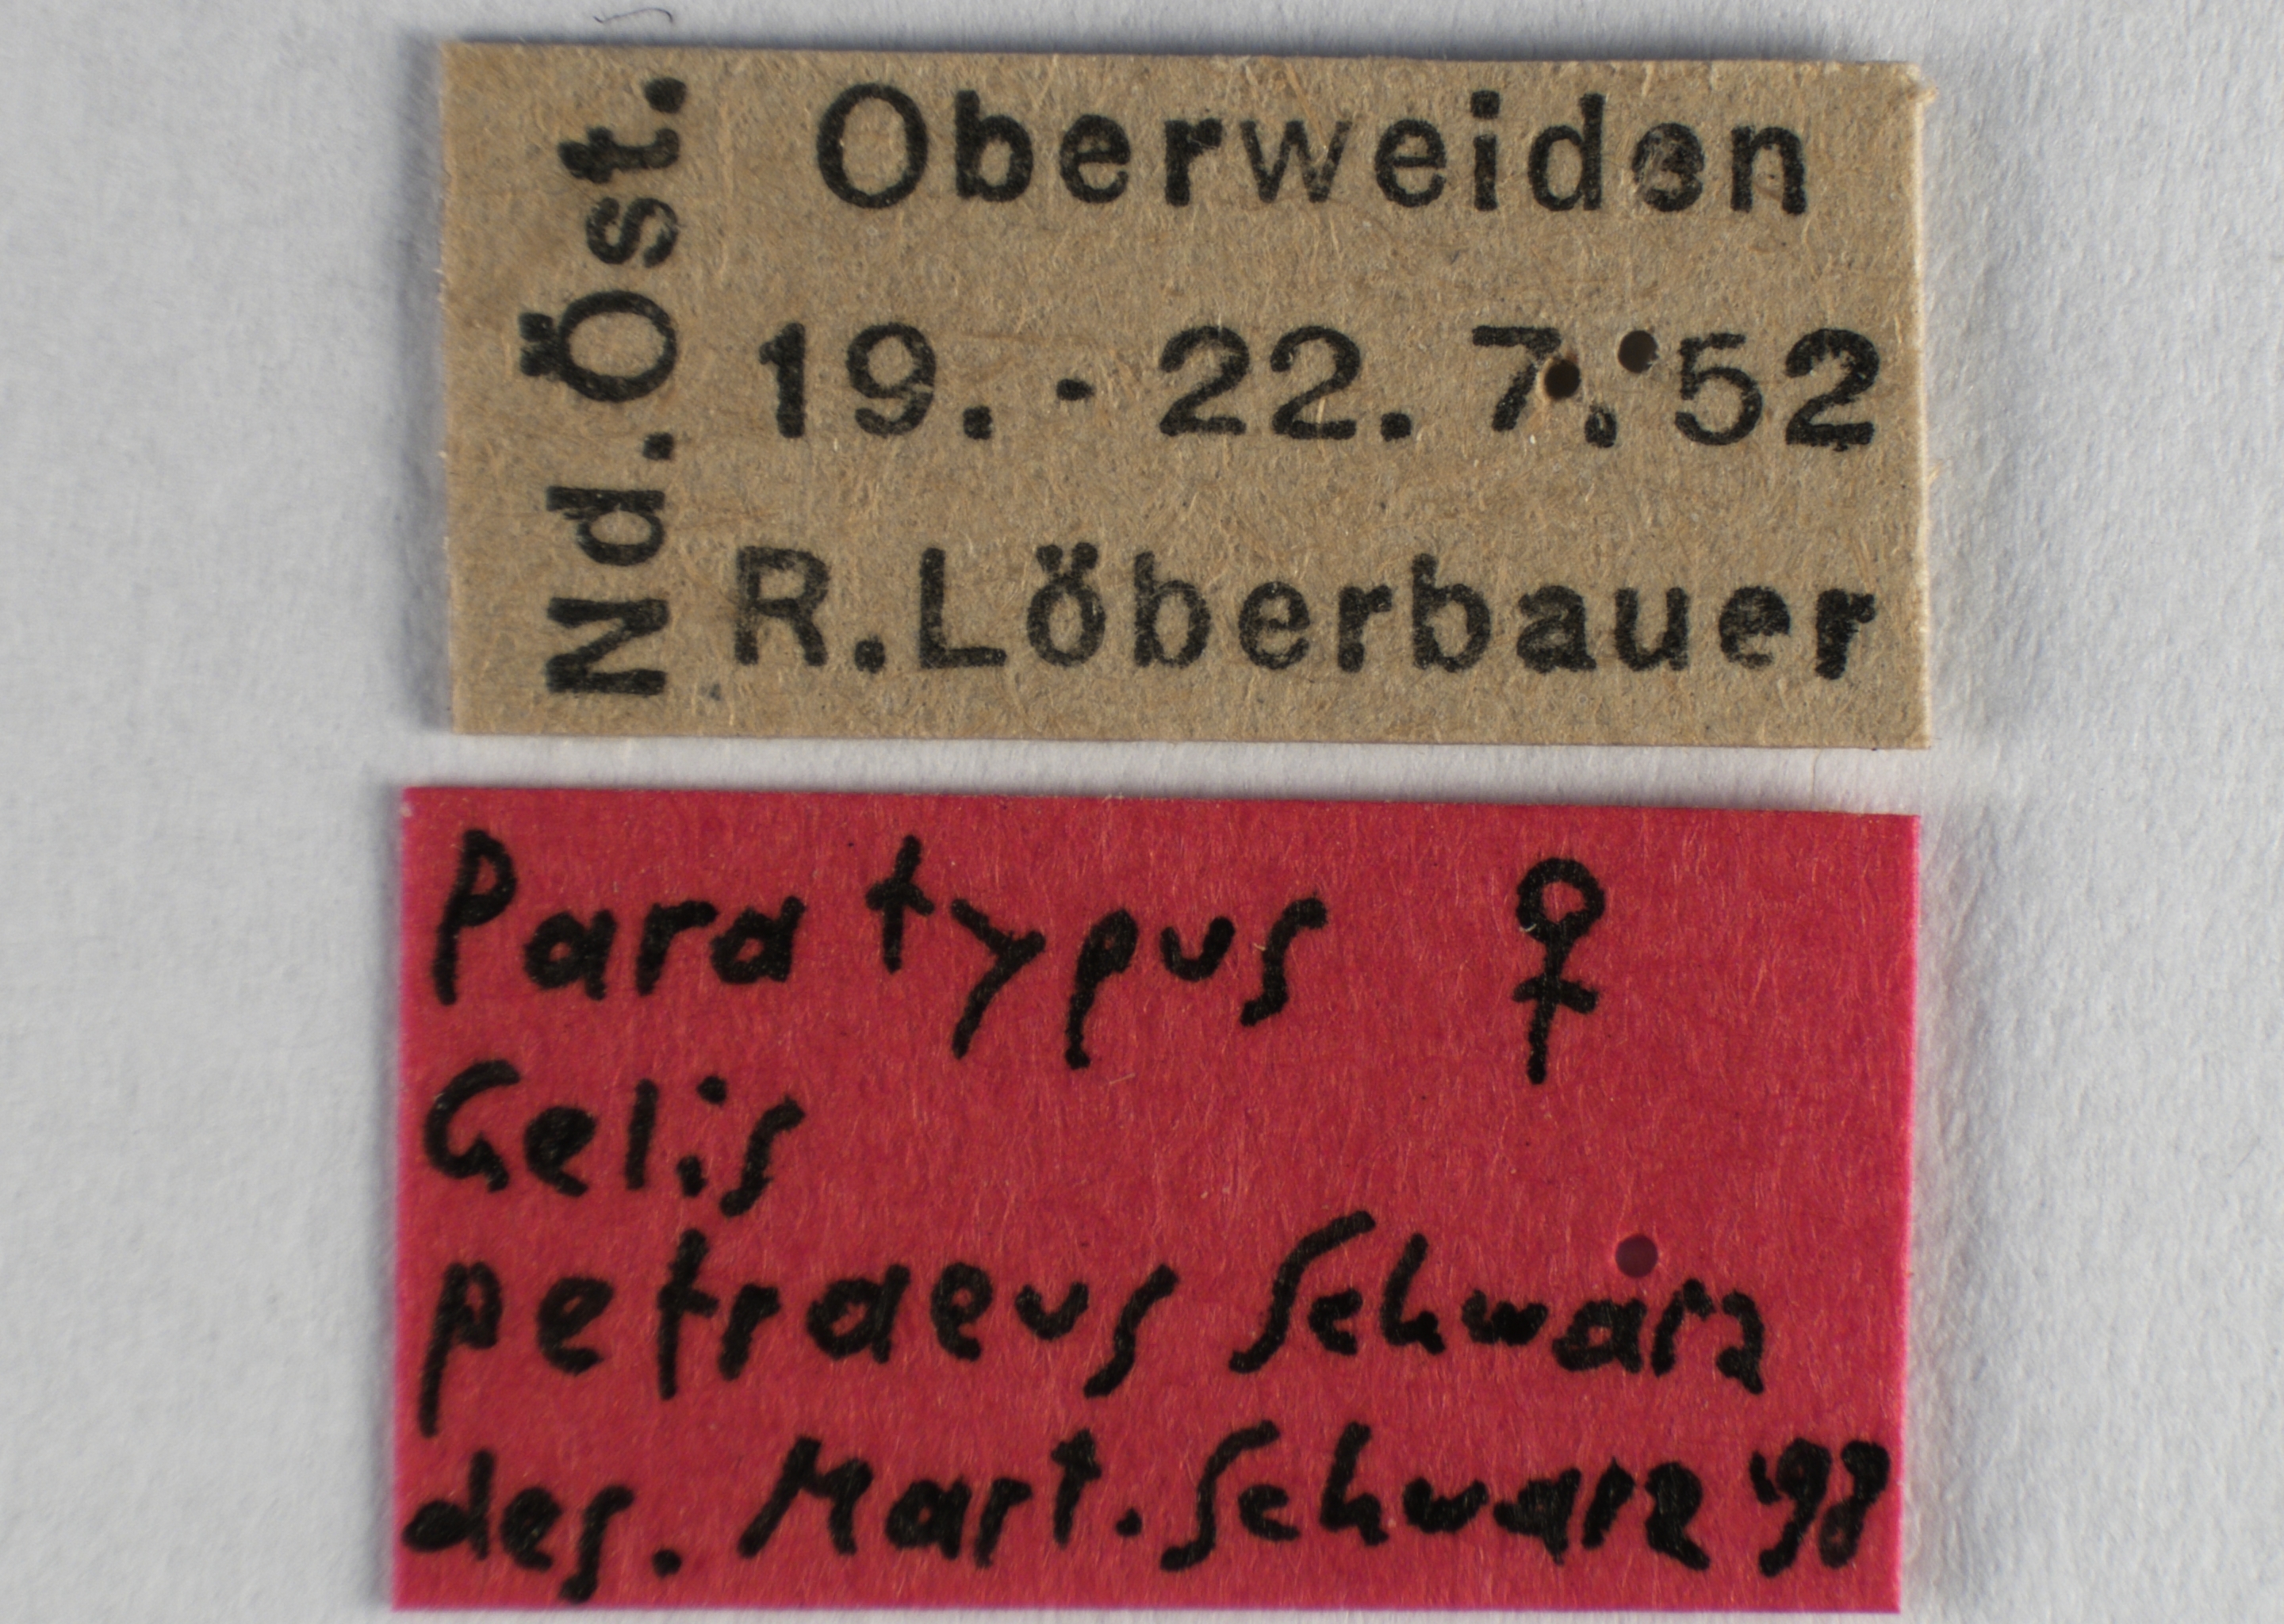 Nd.Öst.
Oberweiden
19.-22.7.52
R.Löberbauer
Paratypus ♀
Gelis
petraeus Schwarz
des. Mart. Schwarz '98